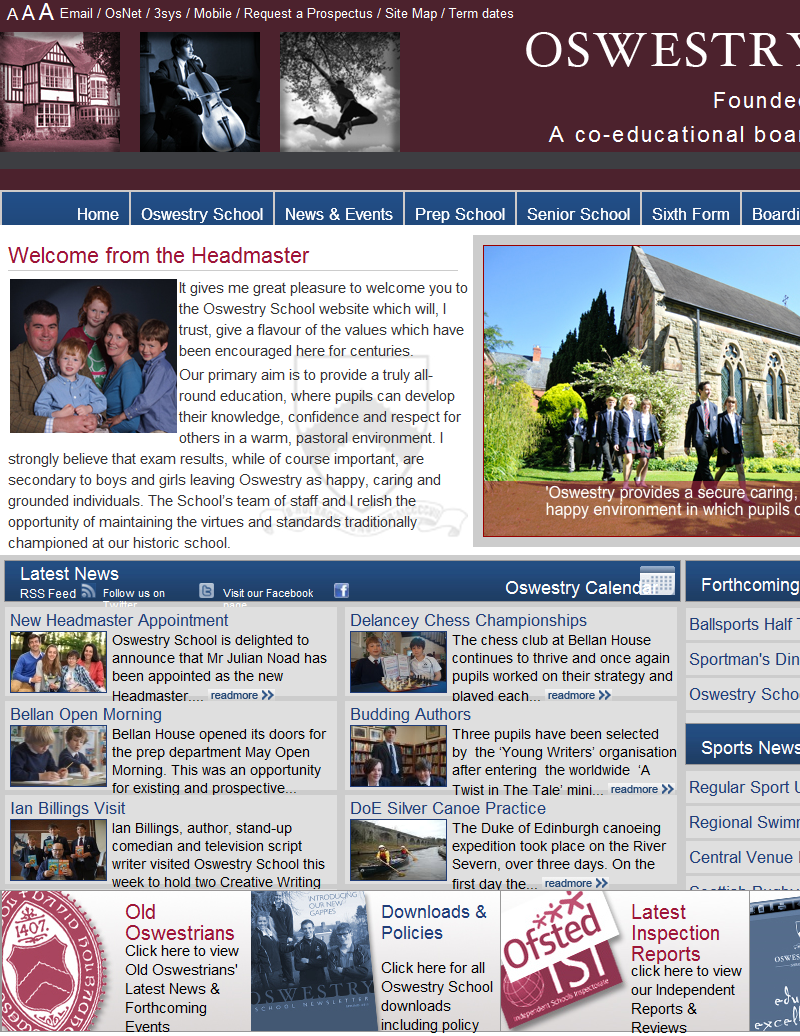 A A A Email / OsNet / 3sys / Mobile / Request a Prospectus / Site Map / Term dates
OSWESTRY
Founded
A co-educational boar
Home Oswestry School News & Events Prep School Senior School Sixth Form Boardi
Welcome from the Headmaster
It gives me great pleasure to welcome you to
the Oswestry School website which will, I
trust, give a flavour of the values which have
been encouraged here for centuries.
Our primary aim is to provide a truly all-
round education, where pupils can develop
their knowledge, confidence and respect for
others in a warm, pastoral environment. I
strongly believe that exam results, while of course important, are
secondary to boys and girls leaving Oswestry as happy, caring and
grounded individuals. The School's team of staff and I relish the
opportunity of maintaining the virtues and standards traditionally
championed at our historic school.
'Oswestry provides a secure caring,
happy environment in which pupils c
Latest News
RSS Feed Follow us on Twitter Visit our Facebook page
Oswestry Calendar
New Headmaster Appointment
Oswestry School is delighted to
announce that Mr Julian Noad has
been appointed as the new
Headmaster.... readmore
Delancey Chess Championships
The chess club at Bellan House
continues to thrive and once again
pupils worked on their strategy and
played each... readmore
Bellan Open Morning
Bellan House opened its doors for
the prep department May Open
Morning. This was an opportunity
for existing and prospective...
Budding Authors
Three pupils have been selected
by the 'Young Writers' organisation
after entering the worldwide 'A
Twist in The Tale' mini... readmore
Ian Billings Visit
Ian Billings, author, stand-up
comedian and television script
writer visited Oswestry School this
week to hold two Creative Writing
DoE Silver Canoe Practice
The Duke of Edinburgh canoeing
expedition took place on the River
Severn, over three days. On the
first day the... readmore
Forthcoming
Ballsports Half T
Sportman's Din
Oswestry Schoo
Sports News
Regular Sport U
Regional Swimm
Central Venue
Scottish Rugby
1407.
Old
Oswestrians
Click here to view
Old Oswestrians'
Latest News &
Forthcoming
Events
INTRODUCING
OUR NEW
GAPPIES
OSWESTRY
SCHOOL NEWSLETTER
Downloads &
Policies
Click here for all
Oswestry School
downloads
including policy
Ofsted
ISI
Independent Schools Inspectorate
Latest
Inspection
Reports
click here to view
our Independent
Reports &
Reviews
OSWES
edu
excell